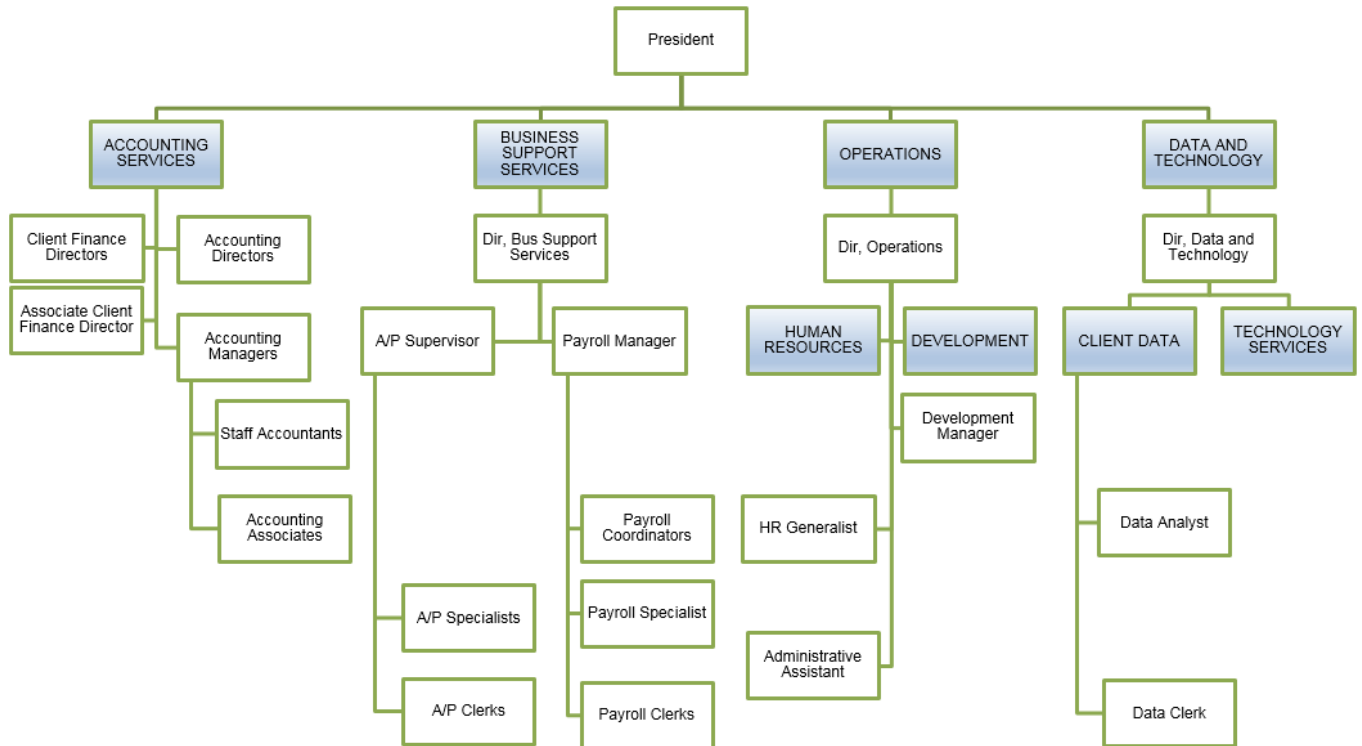 President
ACCOUNTING
SERVICES
BUSINESS
SUPPORT
SERVICES
OPERATIONS
DATA AND
TECHNOLOGY
Client Finance
Directors
Accounting
Directors
Dir, Bus Support
Services
Dir, Operations
Dir, Data and
Technology
Associate Client
Finance Director
Accounting
Managers
A/P Supervisor
Payroll Manager
HUMAN
RESOURCES
DEVELOPMENT
CLIENT DATA
TECHNOLOGY
SERVICES
Staff Accountants
Development
Manager
Accounting
Associates
Payroll
Coordinators
HR Generalist
Data Analyst
A/P Specialists
Payroll Specialist
Administrative
Assistant
A/P Clerks
Payroll Clerks
Data Clerk